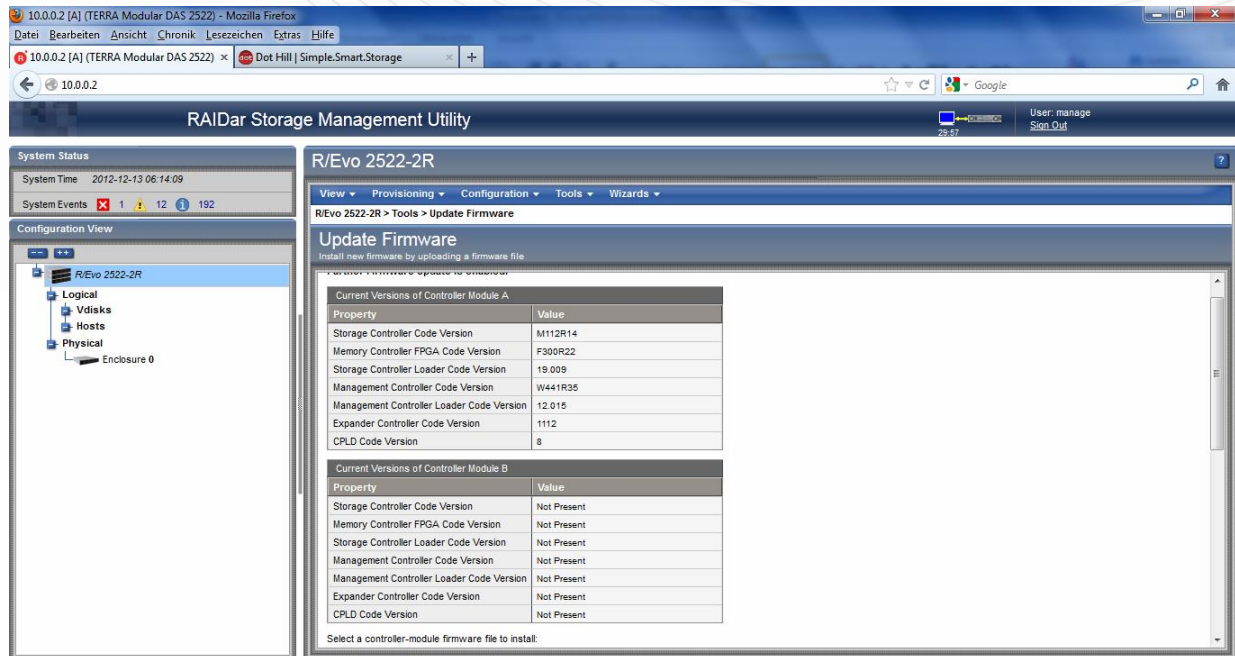 10.0.0.2 [A] (TERRA Modular DAS 2522) - Mozilla Firefox
Datei Bearbeiten Ansicht Chronik Lesezeichen Extras Hilfe
10.0.0.2 [A] (TERRA Modular DAS 2522) × dot Dot Hill | Simple.Smart.Storage × +
10.0.0.2 Google
RAIDar Storage Management Utility
29:57
User: manage
Sign Out
System Status
System Time 2012-12-13 06:14:09
System Events 1 12 192
Configuration View
-- ++
R/Evo 2522-2R
Logical
Vdisks
Hosts
Physical
Enclosure 0
R/Evo 2522-2R ?
View Provisioning Configuration Tools Wizards
R/Evo 2522-2R > Tools > Update Firmware
Update Firmware
Install new firmware by uploading a firmware file
Partner Firmware Update is enabled.
Current Versions of Controller Module A
Property Value
Storage Controller Code Version M112R14
Memory Controller FPGA Code Version F300R22
Storage Controller Loader Code Version 19.009
Management Controller Code Version W441R35
Management Controller Loader Code Version 12.015
Expander Controller Code Version 1112
CPLD Code Version 8
Current Versions of Controller Module B
Property Value
Storage Controller Code Version Not Present
Memory Controller FPGA Code Version Not Present
Storage Controller Loader Code Version Not Present
Management Controller Code Version Not Present
Management Controller Loader Code Version Not Present
Expander Controller Code Version Not Present
CPLD Code Version Not Present
Select a controller-module firmware file to install: